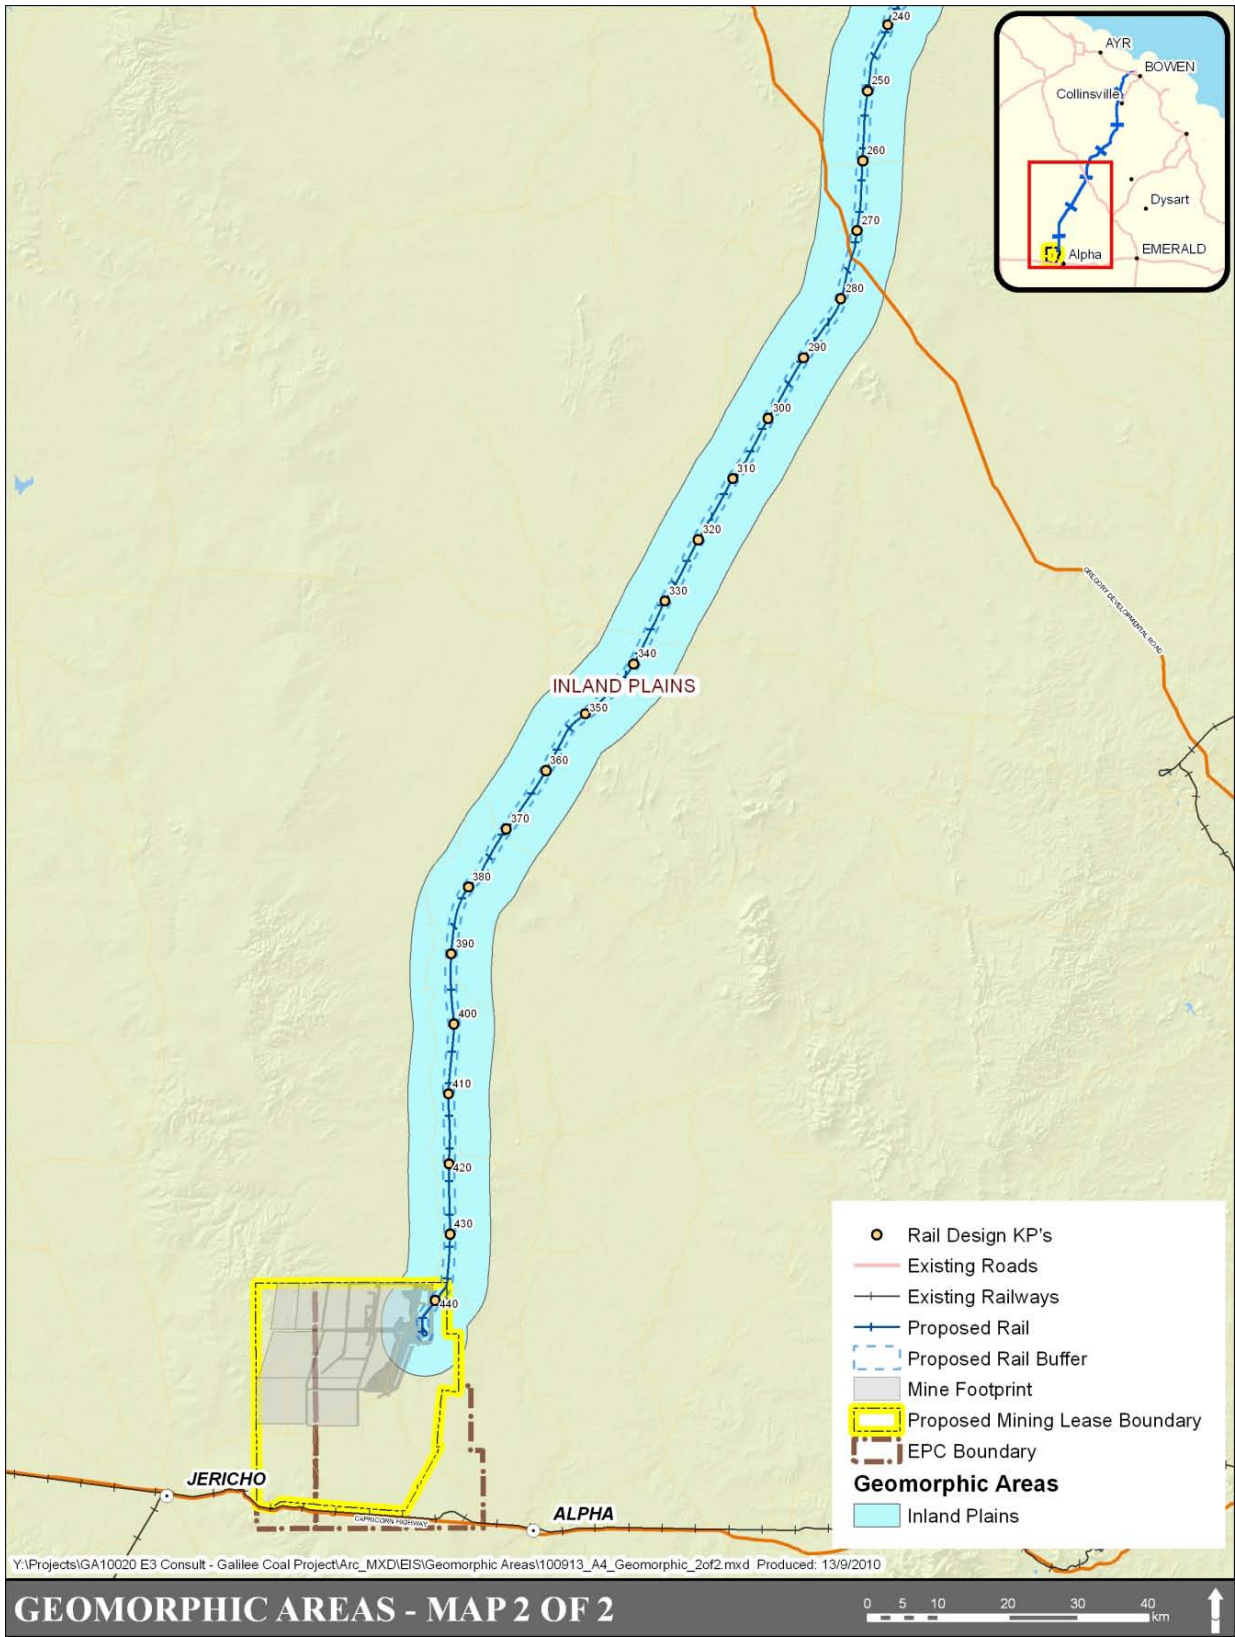 240
AYR
BOWEN
250
Collinsville
260
Dysart
270
Alpha
EMERALD
280
290
300
310
320
GREGORY DEVELOPMENTAL ROAD
330
340
INLAND PLAINS
350
360
370
380
390
400
410
420
430
440
Rail Design KP's
Existing Roads
Existing Railways
Proposed Rail
Proposed Rail Buffer
Mine Footprint
Proposed Mining Lease Boundary
EPC Boundary
Geomorphic Areas
Inland Plains
JERICHO
CAPRICORN HIGHWAY
ALPHA
Y:\Projects\GA10020 E3 Consult - Galilee Coal Project\Arc_MXD\EIS\Geomorphic Areas\100913_A4_Geomorphic_2of2.mxd Produced: 13/9/2010
GEOMORPHIC AREAS - MAP 2 OF 2
0 5 10 20 30 40
km